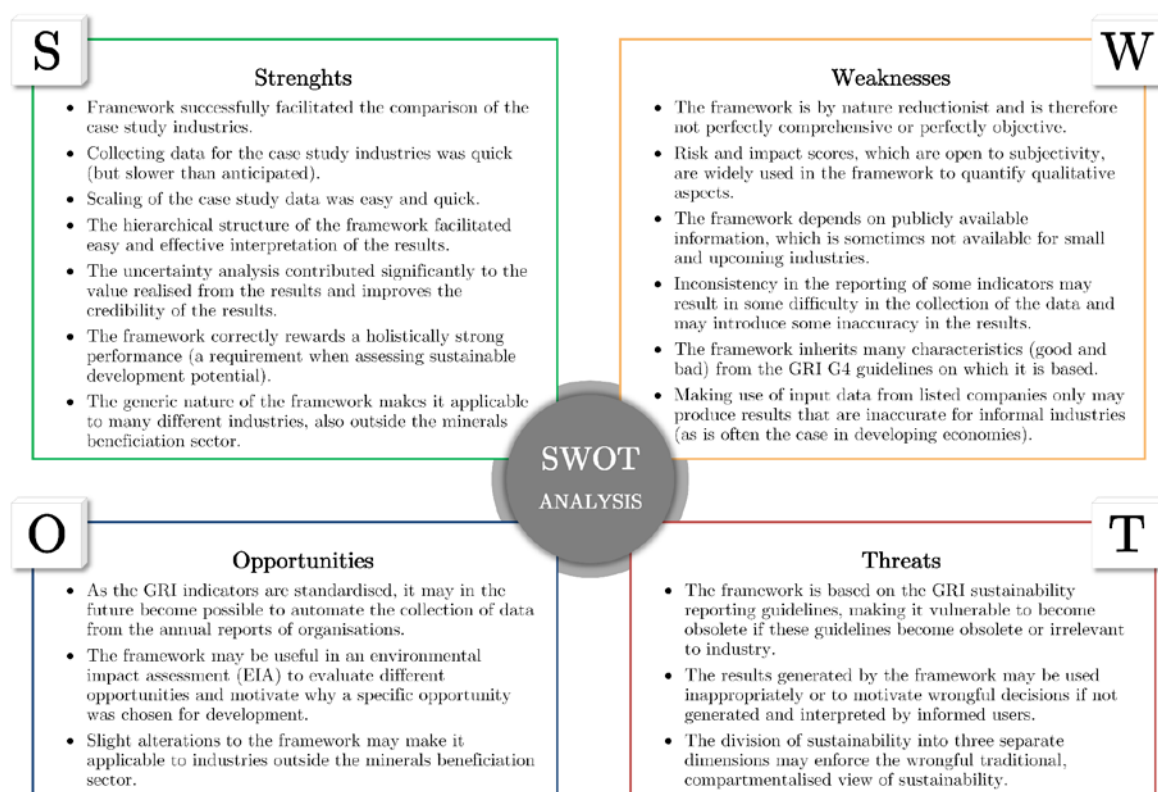 S
Strenghts
• Framework successfully facilitated the comparison of the
case study industries.
• Collecting data for the case study industries was quick
(but slower than anticipated).
• Scaling of the case study data was easy and quick.
• The hierarchical structure of the framework facilitated
easy and effective interpretation of the results.
• The uncertainty analysis contributed significantly to the
value realised from the results and improves the
credibility of the results.
• The framework correctly rewards a holistically strong
performance (a requirement when assessing sustainable
development potential).
• The generic nature of the framework makes it applicable
to many different industries, also outside the minerals
beneficiation sector.
W
Weaknesses
• The framework is by nature reductionist and is therefore
not perfectly comprehensive or perfectly objective.
• Risk and impact scores, which are open to subjectivity,
are widely used in the framework to quantify qualitative
aspects.
• The framework depends on publicly available
information, which is sometimes not available for small
and upcoming industries.
• Inconsistency in the reporting of some indicators may
result in some difficulty in the collection of the data and
may introduce some inaccuracy in the results.
• The framework inherits many characteristics (good and
bad) from the GRI G4 guidelines on which it is based.
• Making use of input data from listed companies only may
produce results that are inaccurate for informal industries
(as is often the case in developing economies).
SWOT
ANALYSIS
O
Opportunities
• As the GRI indicators are standardised, it may in the
future become possible to automate the collection of data
from the annual reports of organisations.
• The framework may be useful in an environmental
impact assessment (EIA) to evaluate different
opportunities and motivate why a specific opportunity
was chosen for development.
• Slight alterations to the framework may make it
applicable to industries outside the minerals beneficiation
sector.
T
Threats
• The framework is based on the GRI sustainability
reporting guidelines, making it vulnerable to become
obsolete if these guidelines become obsolete or irrelevant
to industry.
• The results generated by the framework may be used
inappropriately or to motivate wrongful decisions if not
generated and interpreted by informed users.
• The division of sustainability into three separate
dimensions may enforce the wrongful traditional,
compartmentalised view of sustainability.